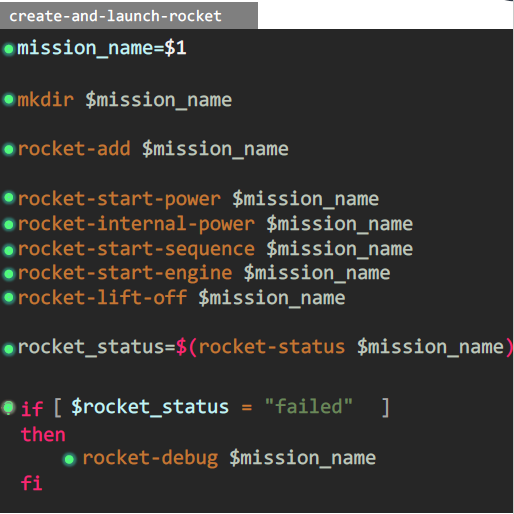 create-and-launch-rocket
mission_name=$1
mkdir $mission_name
rocket-add $mission_name
rocket-start-power $mission_name
rocket-internal-power $mission_name
rocket-start-sequence $mission_name
rocket-start-engine $mission_name
rocket-lift-off $mission_name
rocket_status=$(rocket-status $mission_name)
if [ $rocket_status = "failed" ]
then
rocket-debug $mission_name
fi